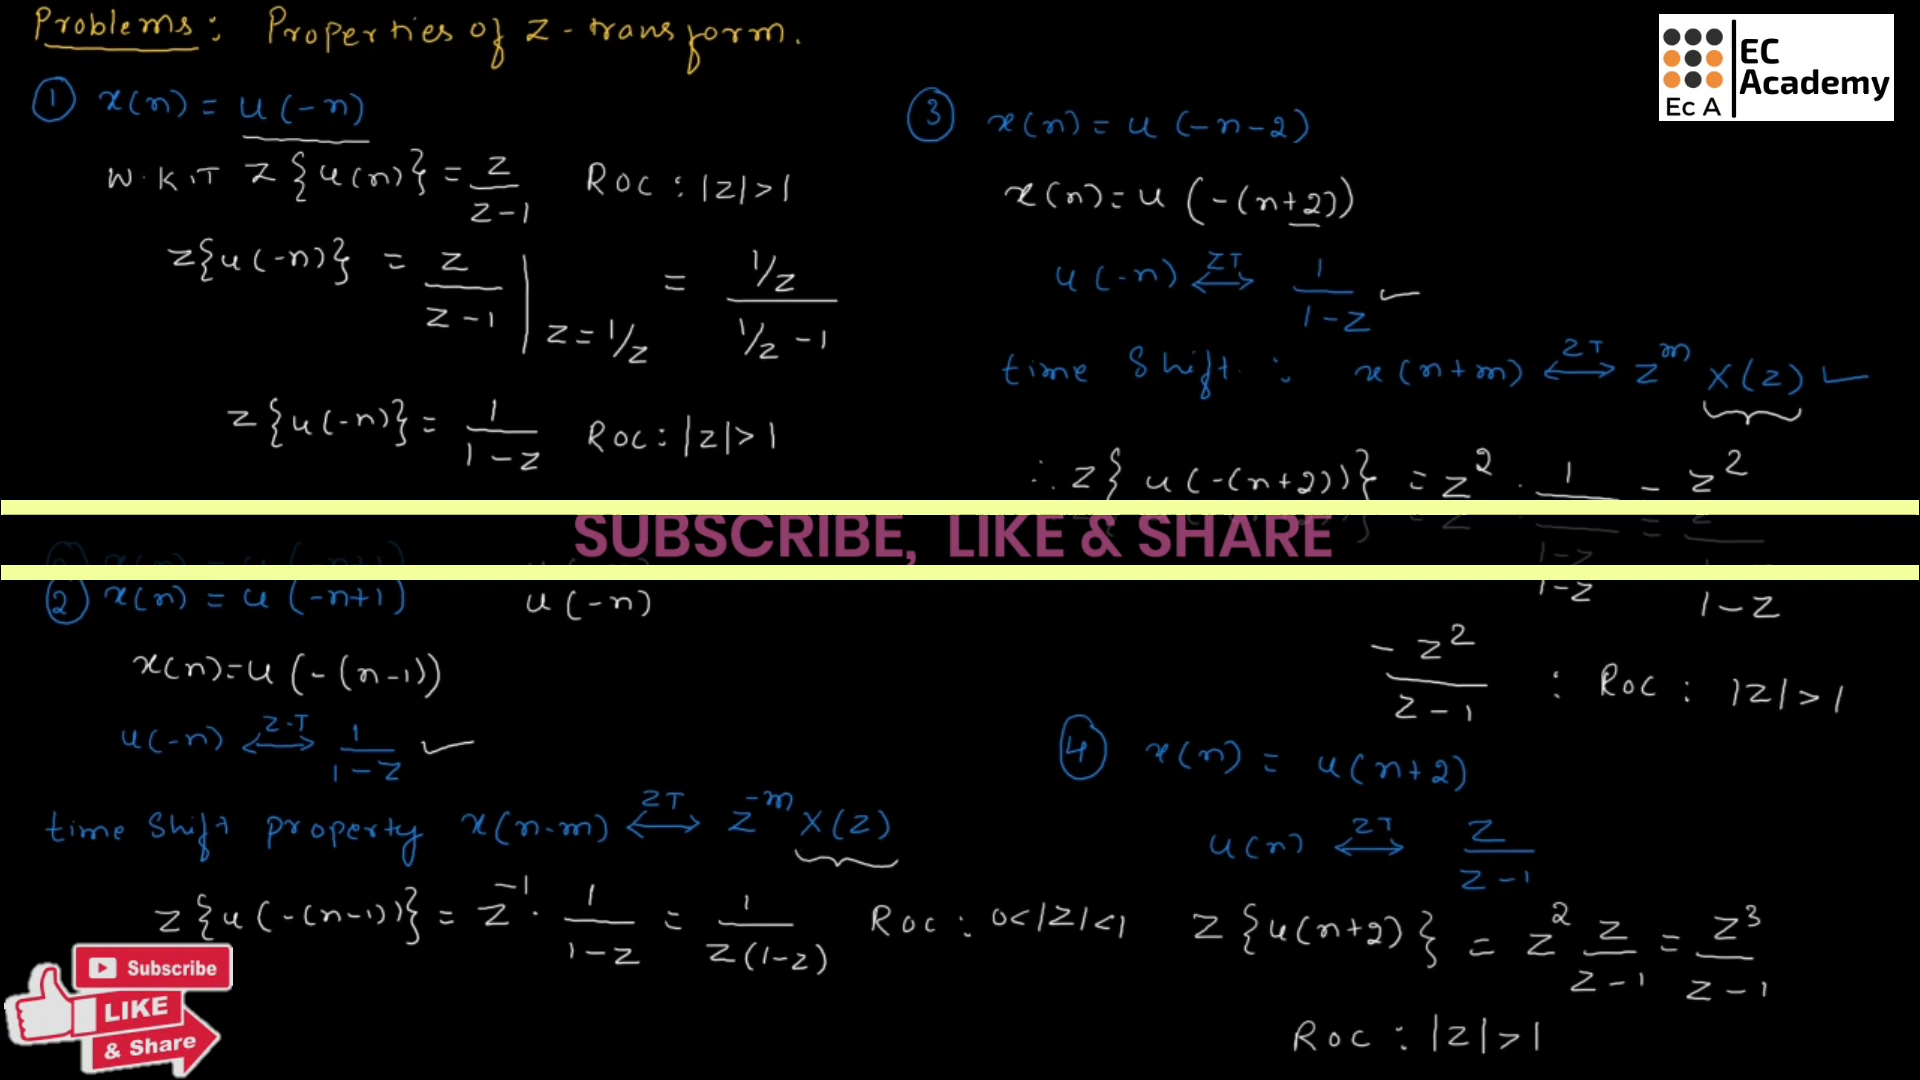 Problems: Properties of Z-transform.
① x(n) = u(-n)
W.K.T Z{u(n)} = z/(z-1) ROC: |z|>1
Z{u(-n)} = z/(z-1) |z=1/z = (1/z)/(1/z -1)
Z{u(-n)} = 1/(1-z) ROC: |z|>1
② x(n) = u(-n+1) u(-n)
x(n)=u(-(n-1))
u(-n) ⟷ Z.T 1/(1-z) ✓
time shift property x(n-m) ⟷ ZT z^-m X(z)
Z{u(-(n-1))} = z^-1 · 1/(1-z) = 1/(z(1-z)) ROC: 0<|z|<1
③ x(n) = u(-n-2)
x(n) = u(-(n+2))
u(-n) ⟷ ZT 1/(1-z) ✓
time shift: x(n+m) ⟷ ZT z^m X(z) ✓
∴ Z{u(-(n+2))} = z^2 · 1/(1-z) = z^2/(1-z)
-z^2/(z-1) : ROC: |z|>1
④ x(n) = u(n+2)
u(n) ⟷ ZT z/(z-1)
Z{u(n+2)} = z^2 z/(z-1) = z^3/(z-1)
ROC: |z|>1
EC
Academy
Ec A
SUBSCRIBE, LIKE & SHARE
Subscribe
LIKE
& Share